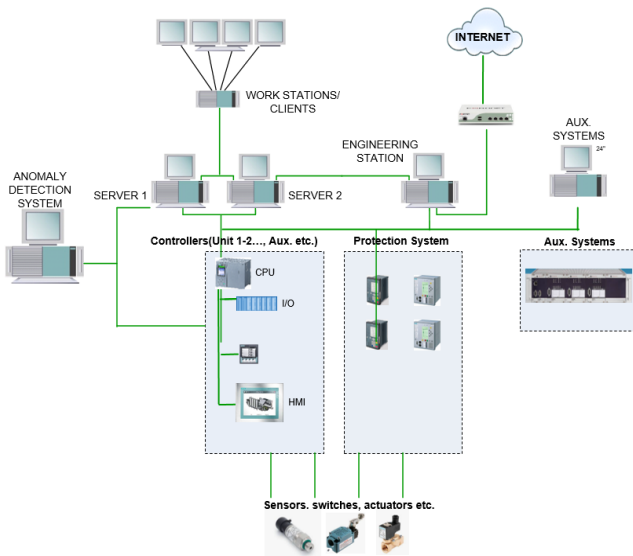 INTERNET
WORK STATIONS/
CLIENTS
AUX.
SYSTEMS
24"
ENGINEERING
STATION
ANOMALY
DETECTION
SYSTEM
SERVER 1
SERVER 2
Controllers(Unit 1-2..., Aux. etc.)
Protection System
Aux. Systems
CPU
I/O
HMI
Sensors. switches, actuators etc.